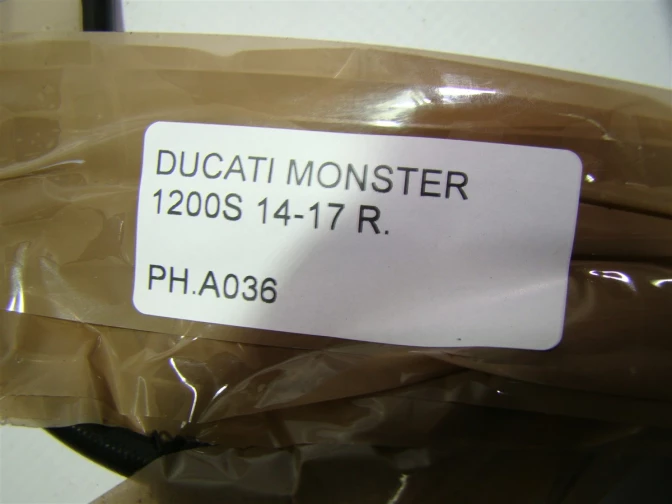 DUCATI MONSTER
1200S 14-17 R.
PH.A036